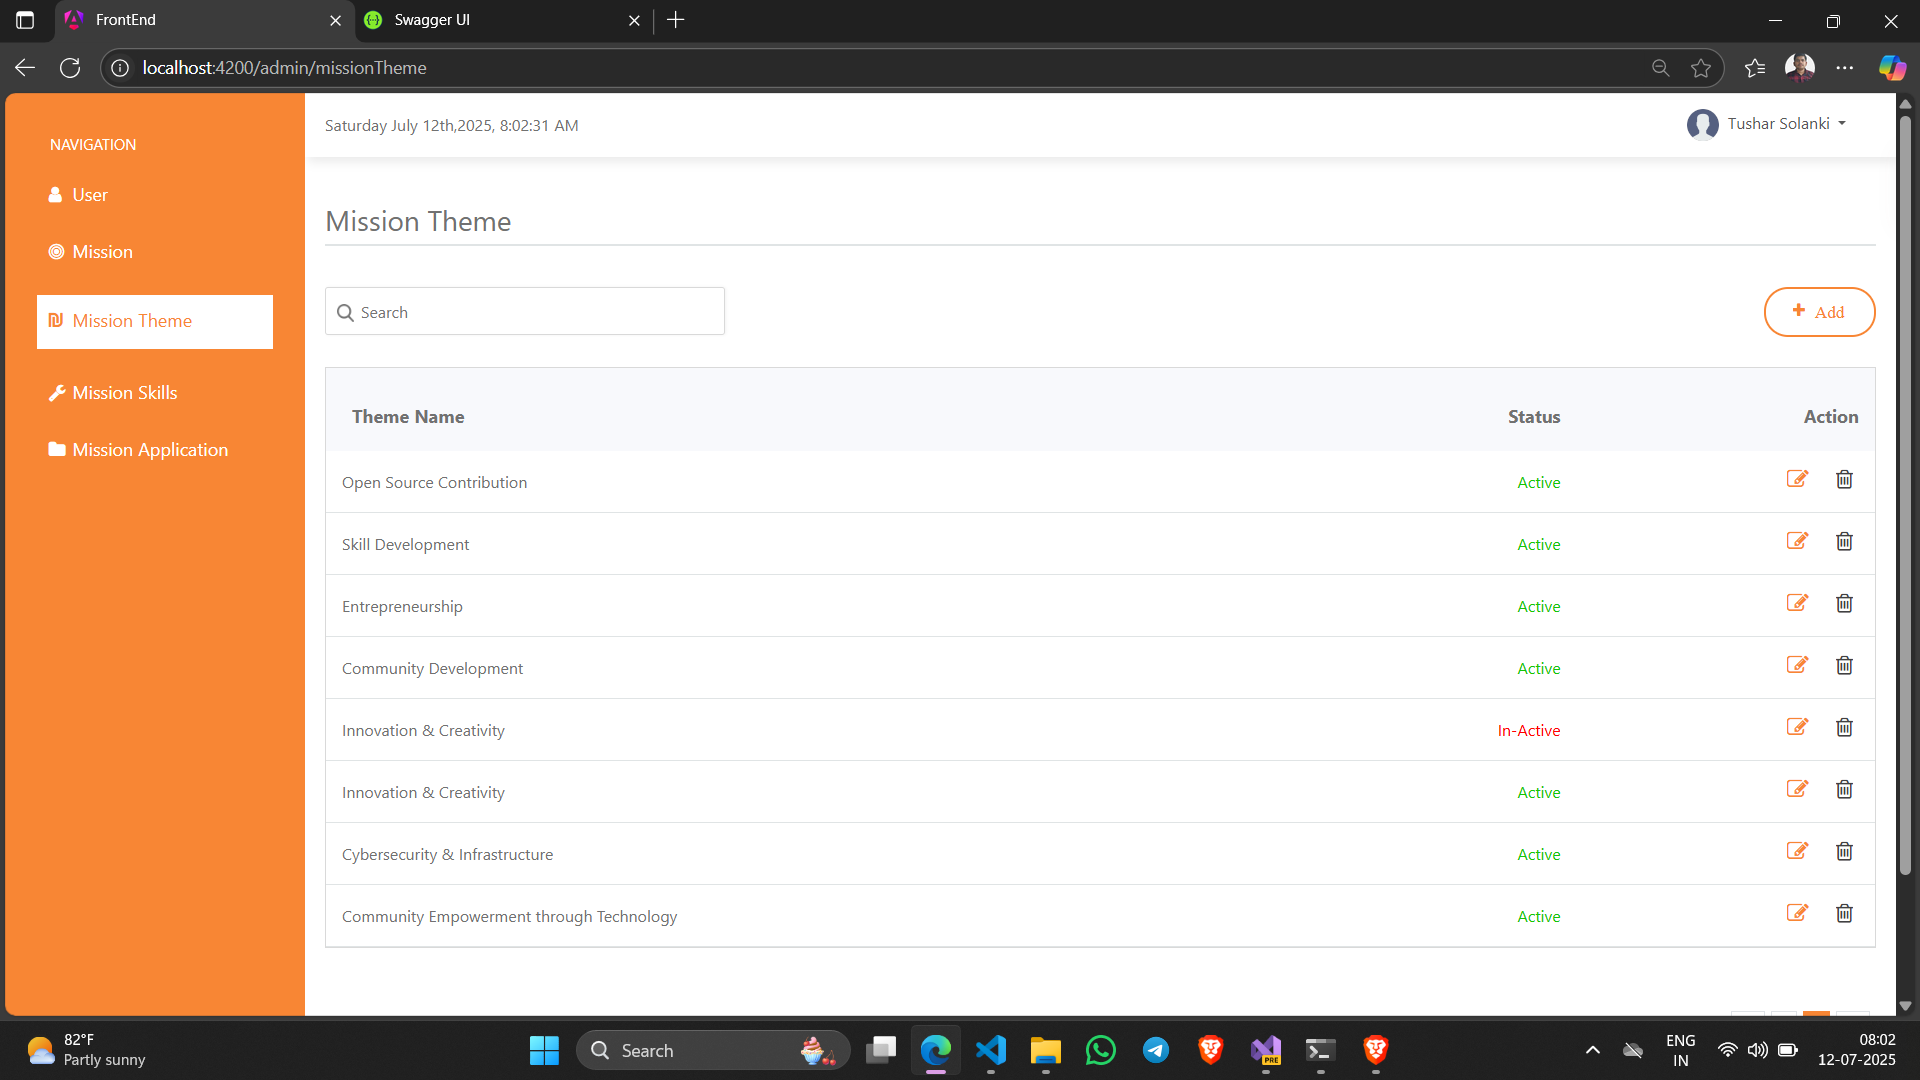 FrontEnd
Swagger UI
localhost:4200/admin/missionTheme
NAVIGATION
User
Mission
Mission Theme
Mission Skills
Mission Application
Saturday July 12th,2025, 8:02:31 AM
Tushar Solanki
Mission Theme
Search
Add
Theme Name Status Action
Open Source Contribution Active
Skill Development Active
Entrepreneurship Active
Community Development Active
Innovation & Creativity In-Active
Innovation & Creativity Active
Cybersecurity & Infrastructure Active
Community Empowerment through Technology Active
82°F
Partly sunny
Search
PRE
ENG
IN
08:02
12-07-2025